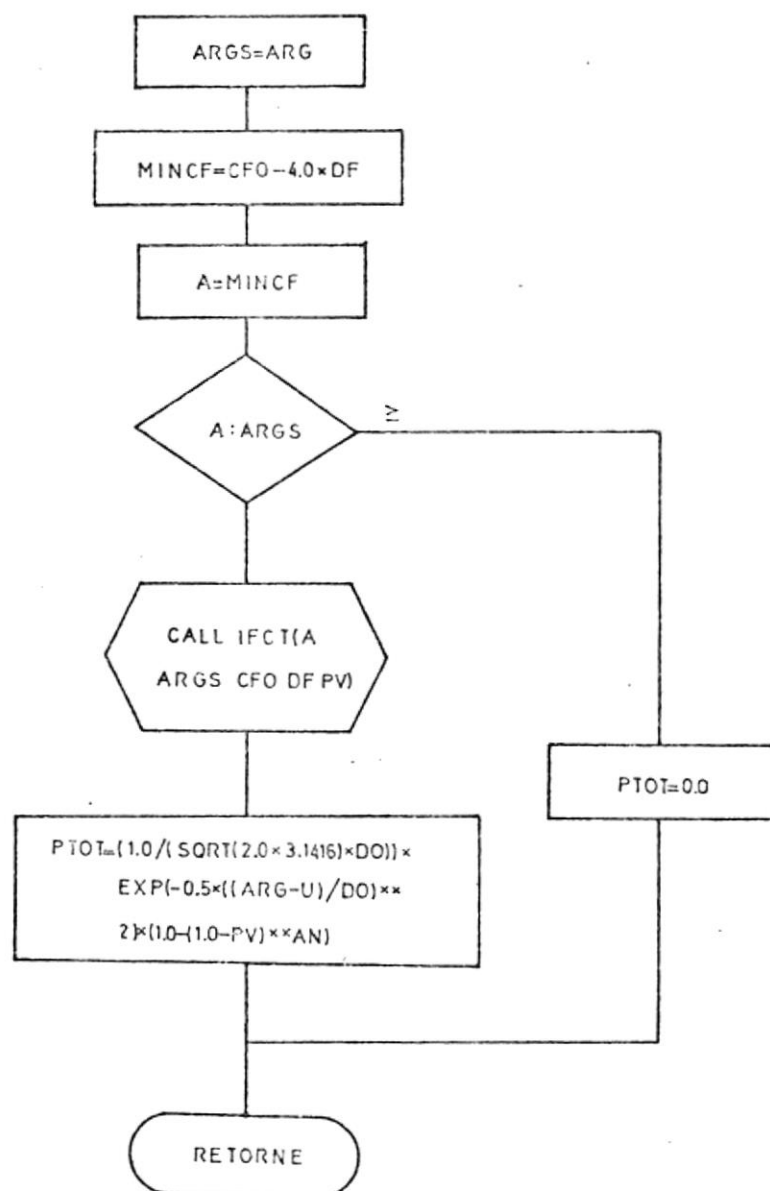 ARGS=ARG
MINCF=CFO-4.0×DF
A=MINCF
A:ARGS
≥
CALL IFCT(A
ARGS CFO DF PV)
PTOT=0.0
PTOT=(1.0/(SQRT(2.0×3.1416)×DO))×
EXP(-0.5×((ARG-U)/DO)××
2)×(1.0-(1.0-PV)××AN)
RETORNE